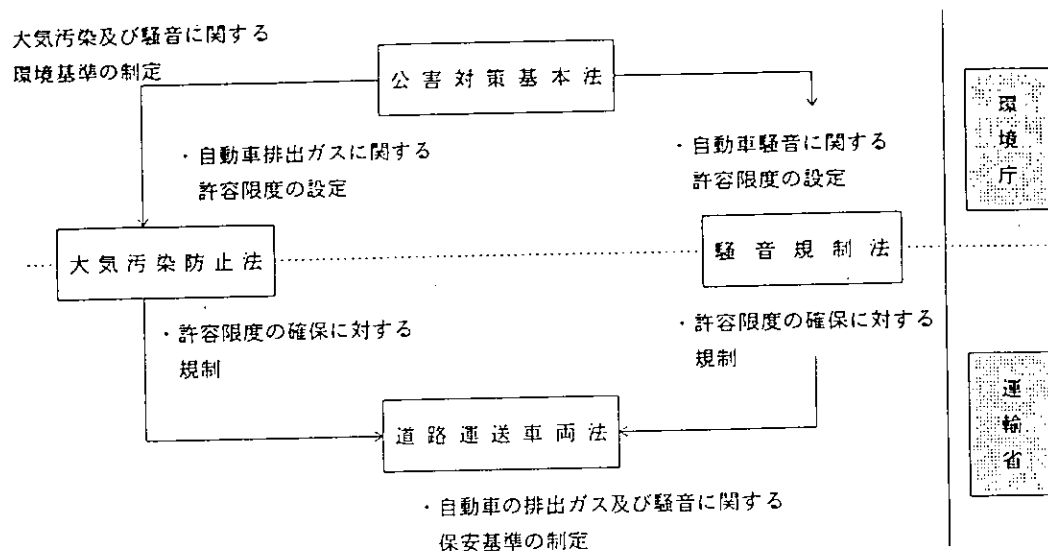 大気汚染及び騒音に関する
環境基準の制定
公害対策基本法
・自動車排出ガスに関する
許容限度の設定
・自動車騒音に関する
許容限度の設定
環境庁
大気汚染防止法
騒音規制法
・許容限度の確保に対する
規制
・許容限度の確保に対する
規制
運輸省
道路運送車両法
・自動車の排出ガス及び騒音に関する
保安基準の制定